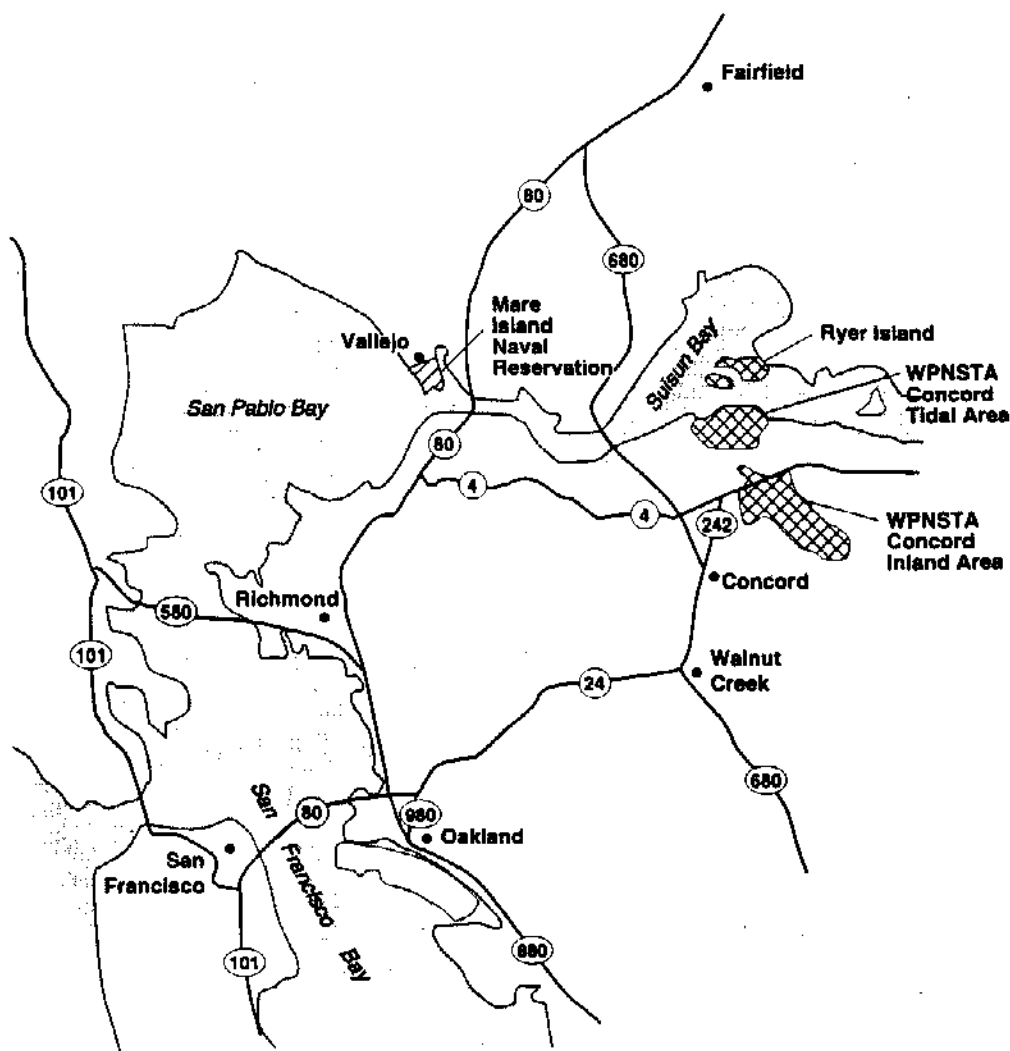 Fairfield
80
680
Mare
Island
Naval
Reservation
Vallejo
Suisun Bay
Ryer Island
WPNSTA
Concord
Tidal Area
San Pablo Bay
80
101
4
4
242
WPNSTA
Concord
Inland Area
Concord
Richmond
580
101
Walnut
Creek
24
680
San
Francisco
Bay
80
980
Oakland
San
Francisco
880
101